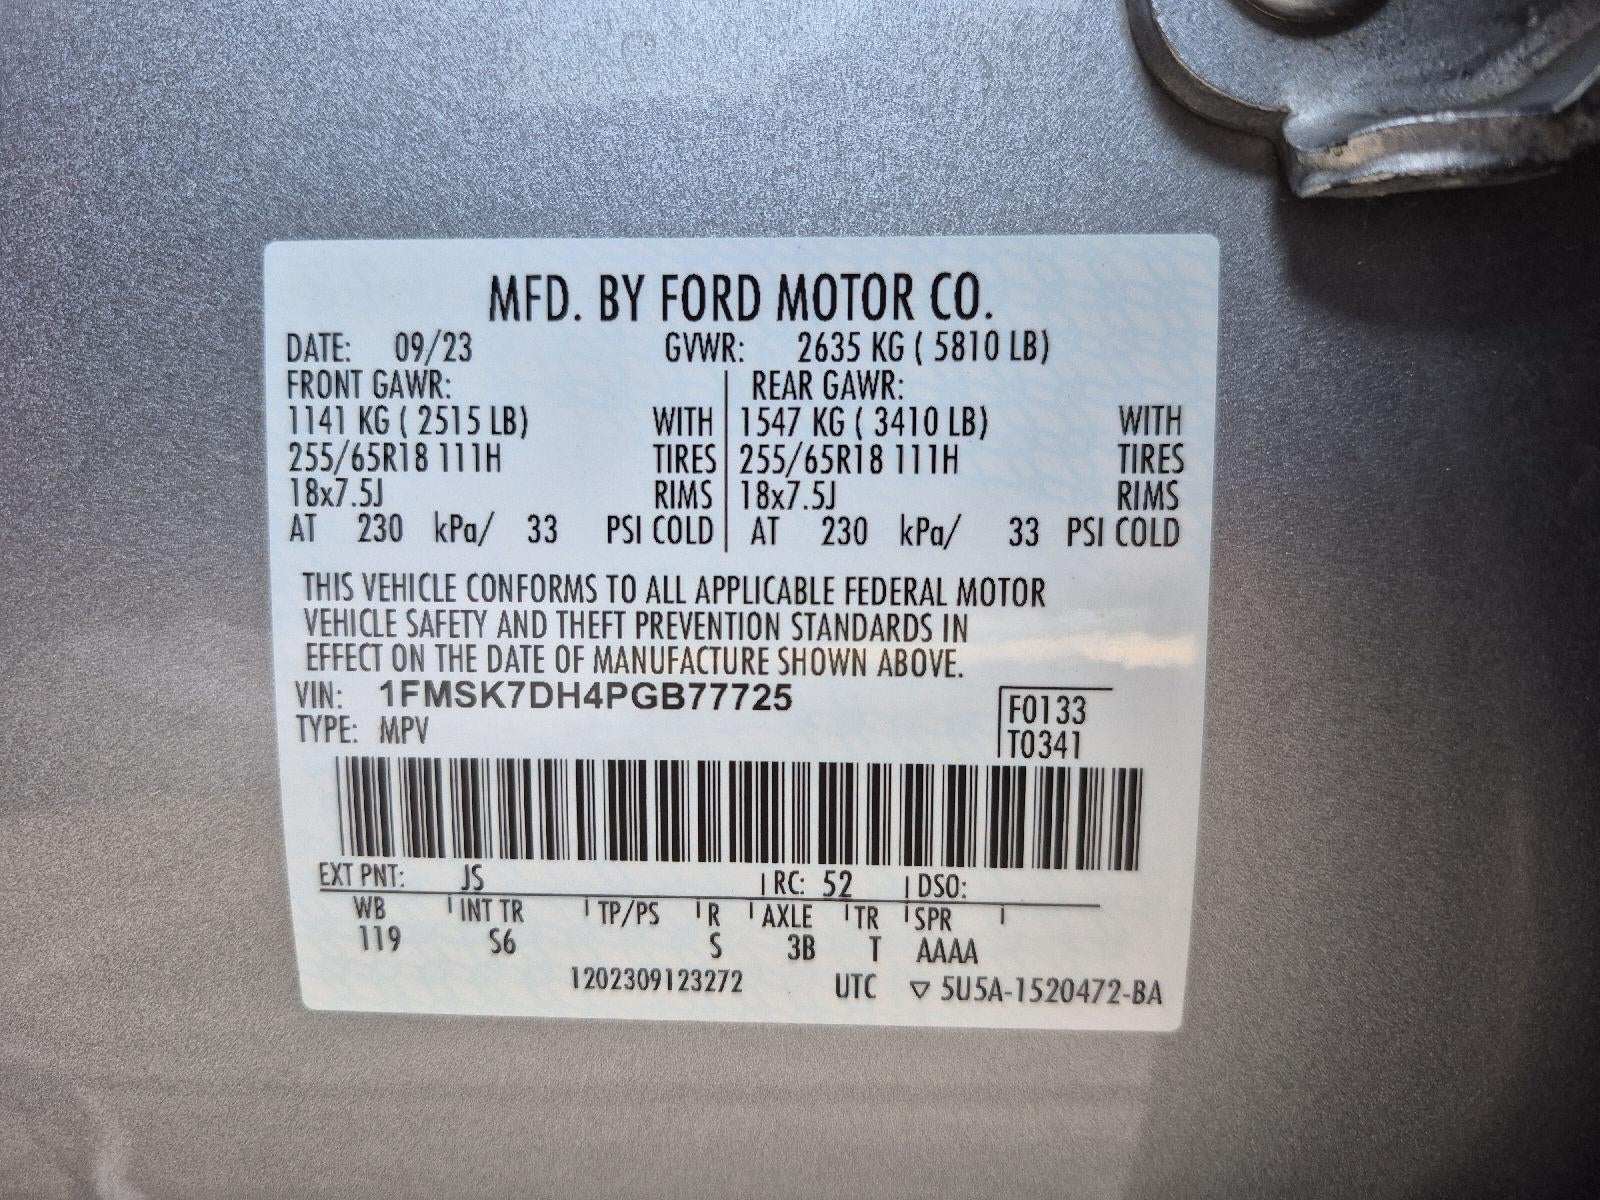 MFD. BY FORD MOTOR CO.
DATE: 09/23 GVWR: 2635 KG ( 5810 LB)
FRONT GAWR: REAR GAWR:
1141 KG ( 2515 LB) WITH 1547 KG ( 3410 LB) WITH
255/65R18 111H TIRES 255/65R18 111H TIRES
18x7.5J RIMS 18x7.5J RIMS
AT 230 kPa/ 33 PSI COLD AT 230 kPa/ 33 PSI COLD
THIS VEHICLE CONFORMS TO ALL APPLICABLE FEDERAL MOTOR
VEHICLE SAFETY AND THEFT PREVENTION STANDARDS IN
EFFECT ON THE DATE OF MANUFACTURE SHOWN ABOVE.
VIN: 1FMSK7DH4PGB77725
F0133
TYPE: MPV
T0341
EXT PNT: JS RC: 52 DSO:
WB INT TR TP/PS R AXLE TR SPR
119 S6 S 3B T AAAA
1202309123272 UTC ▽ 5U5A-1520472-BA